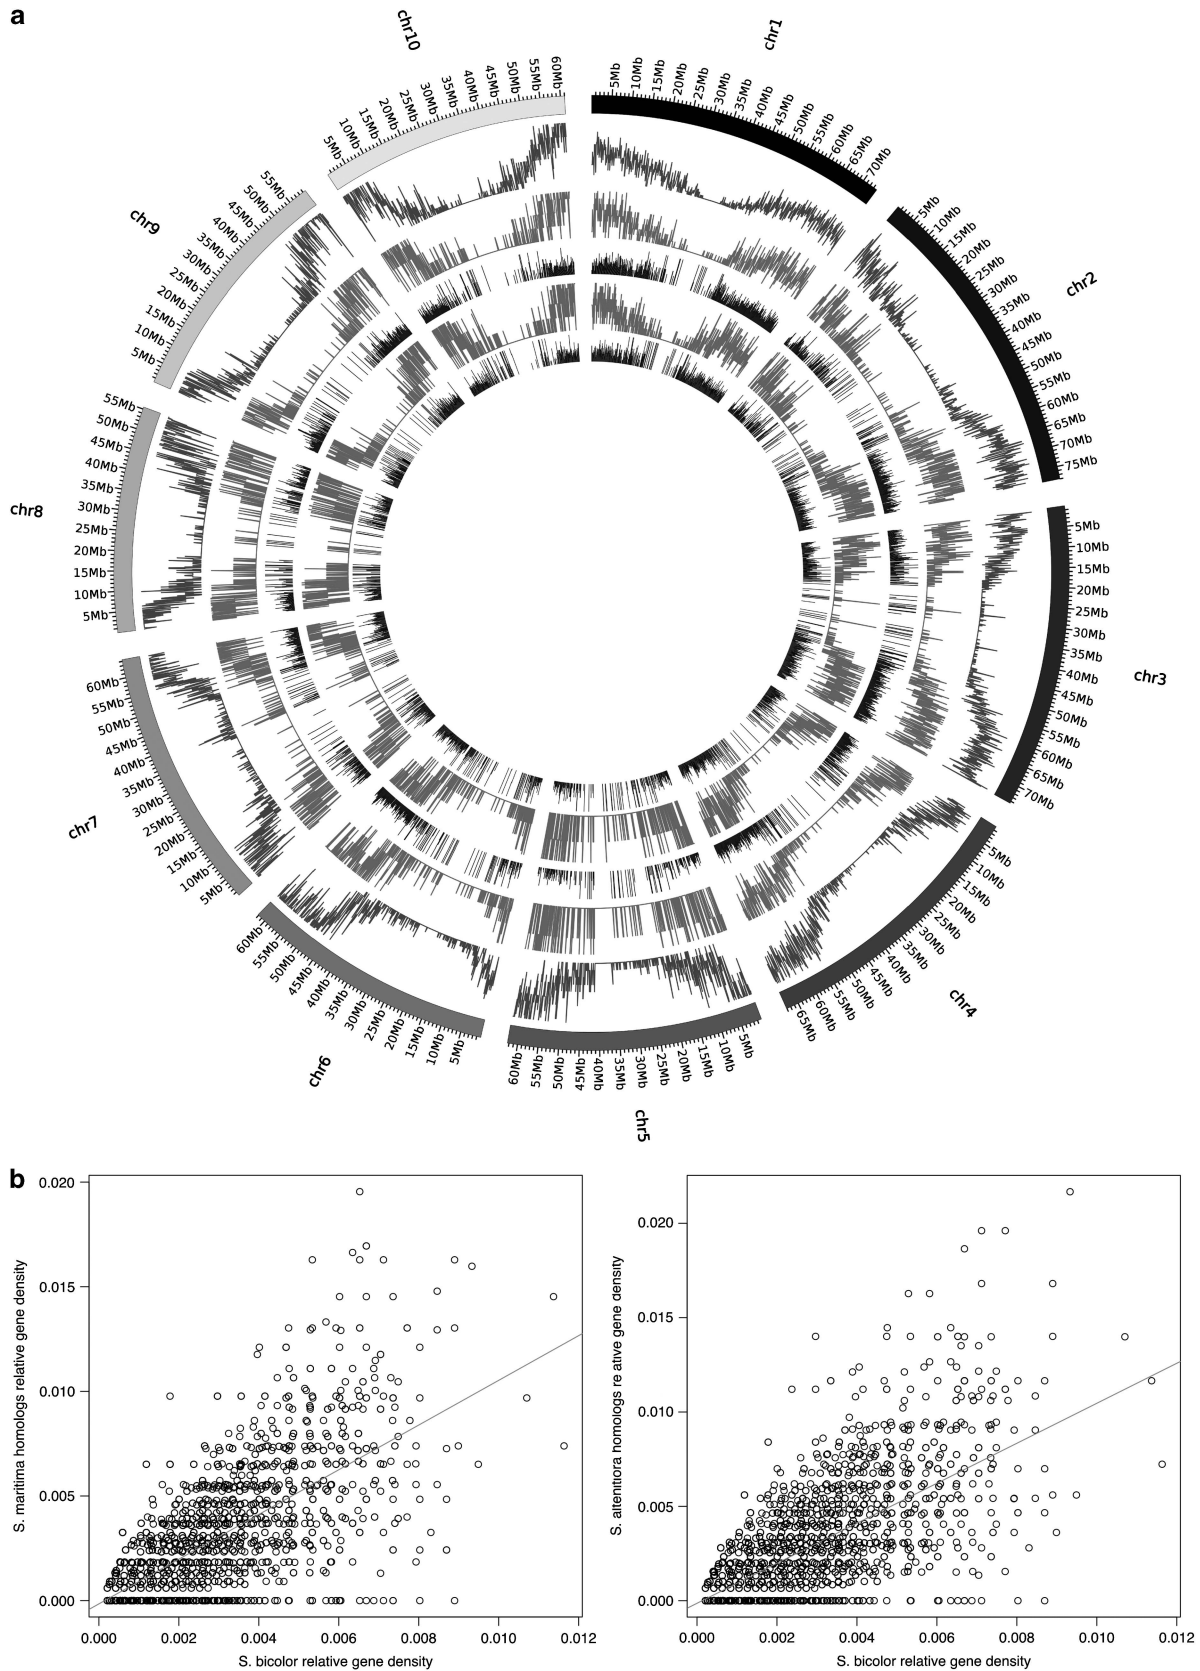 a
chr1
5Mb 10Mb 15Mb 20Mb 25Mb 30Mb 35Mb 40Mb 45Mb 50Mb 55Mb 60Mb 65Mb 70Mb
chr2
5Mb 10Mb 15Mb 20Mb 25Mb 30Mb 35Mb 40Mb 45Mb 50Mb 55Mb 60Mb 65Mb 70Mb 75Mb
chr3
5Mb 10Mb 15Mb 20Mb 25Mb 30Mb 35Mb 40Mb 45Mb 50Mb 55Mb 60Mb 65Mb 70Mb
chr4
5Mb 10Mb 15Mb 20Mb 25Mb 30Mb 35Mb 40Mb 45Mb 50Mb 55Mb 60Mb 65Mb
chr5
5Mb 10Mb 15Mb 20Mb 25Mb 30Mb 35Mb 40Mb 45Mb 50Mb 55Mb 60Mb
chr6
5Mb 10Mb 15Mb 20Mb 25Mb 30Mb 35Mb 40Mb 45Mb 50Mb 55Mb 60Mb
chr7
5Mb 10Mb 15Mb 20Mb 25Mb 30Mb 35Mb 40Mb 45Mb 50Mb 55Mb 60Mb
chr8
5Mb 10Mb 15Mb 20Mb 25Mb 30Mb 35Mb 40Mb 45Mb 50Mb 55Mb
chr9
5Mb 10Mb 15Mb 20Mb 25Mb 30Mb 35Mb 40Mb 45Mb 50Mb 55Mb
chr10
5Mb 10Mb 15Mb 20Mb 25Mb 30Mb 35Mb 40Mb 45Mb 50Mb 55Mb 60Mb
b
S. maritima homologs relative gene density
0.020
0.015
0.010
0.005
0.000
0.000 0.002 0.004 0.006 0.008 0.010 0.012
S. bicolor relative gene density
S. attenitiora homologs relative gene density
0.020
0.015
0.010
0.005
0.000
0.000 0.002 0.004 0.006 0.008 0.010 0.012
S. bicolor relative gene density